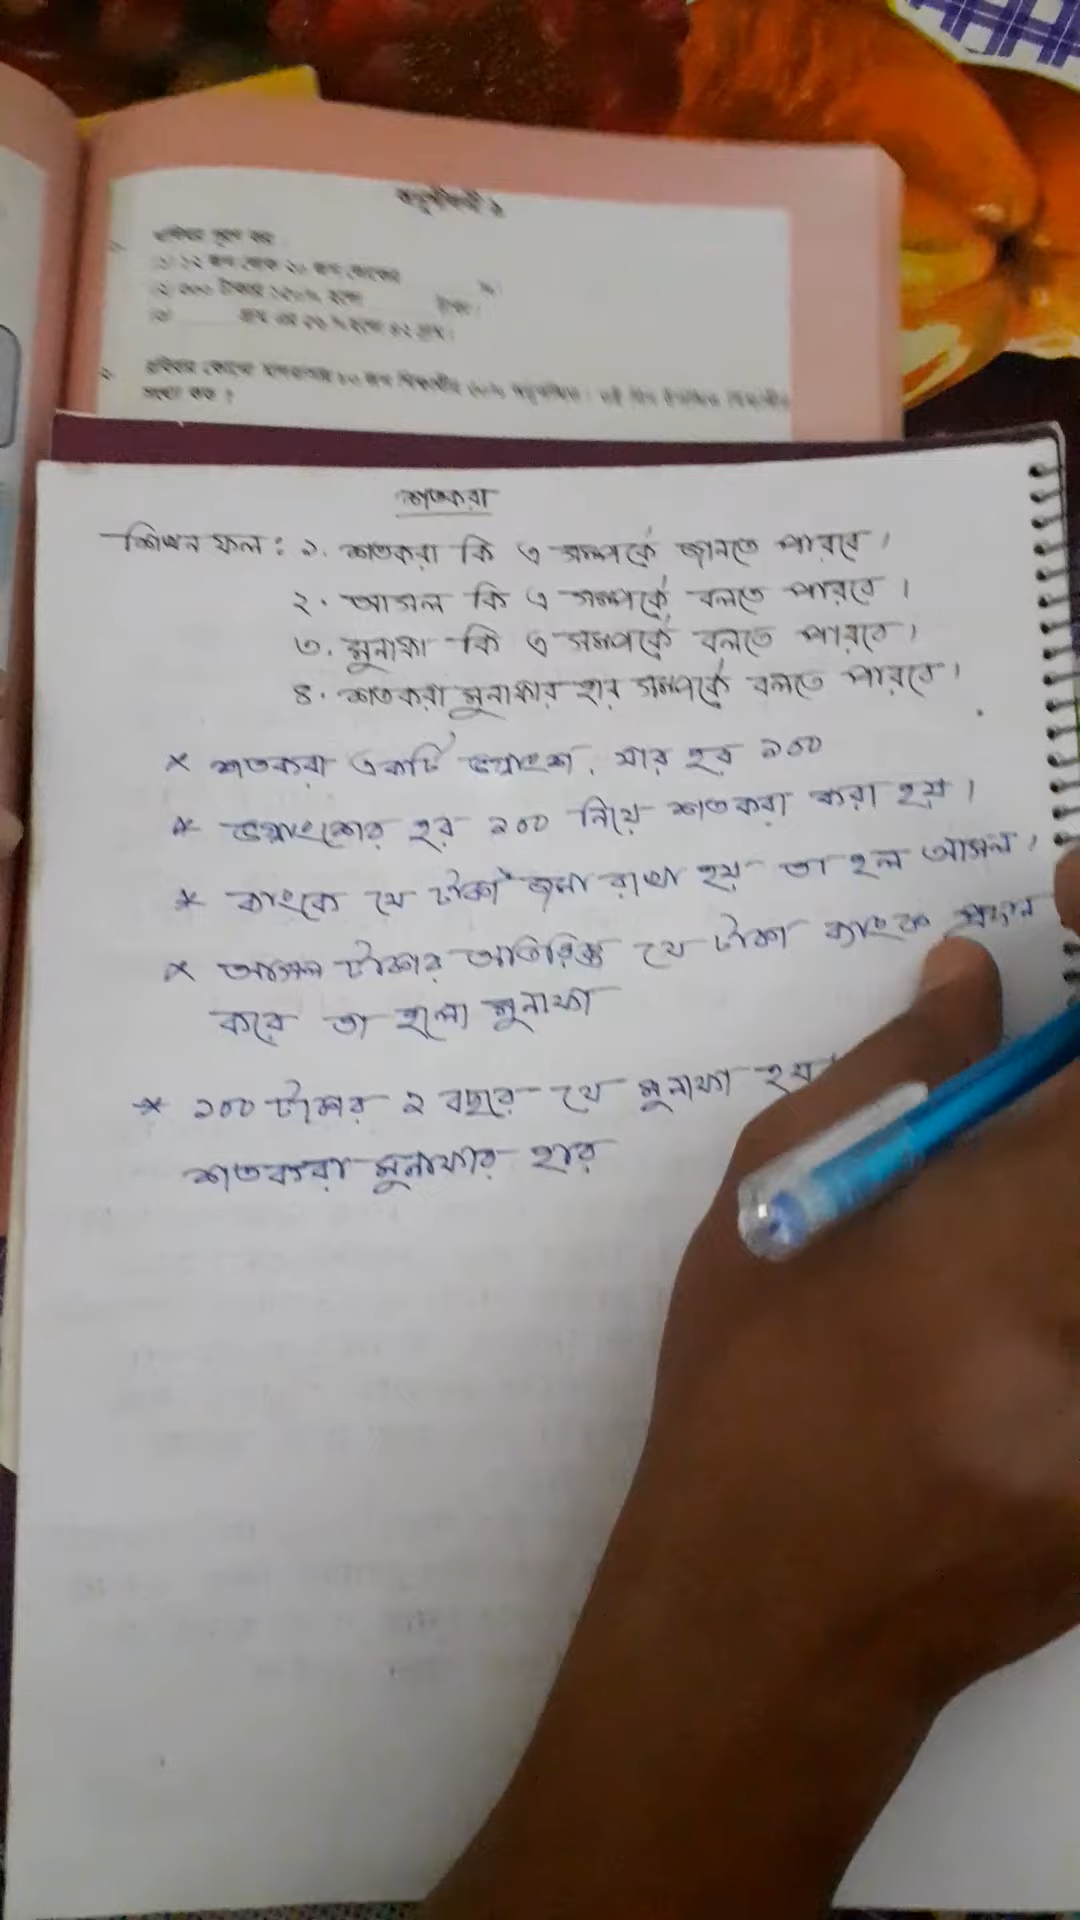 শতকরা
শিখন ফল : ১. শতকরা কি এ সম্পর্কে জানতে পারবে।
২. আসল কি এ সম্পর্কে বলতে পারবে।
৩. মুনাফা কি এ সম্পর্কে বলতে পারবে।
৪. শতকরা মুনাফার হার সম্পর্কে বলতে পারবে।
* শতকরা একটি ভগ্নাংশ, যার হর ১০০
* ভগ্নাংশের হর ১০০ নিয়ে শতকরা করা হয়।
* ব্যাংকে যে টাকা জমা রাখা হয় তা হল আসল।
* আসল টাকার অতিরিক্ত যে টাকা ব্যাংক প্রদান
করে তা হলো মুনাফা
* ১০০ টাকার ১ বছরে যে মুনাফা হয়
শতকরা মুনাফার হার